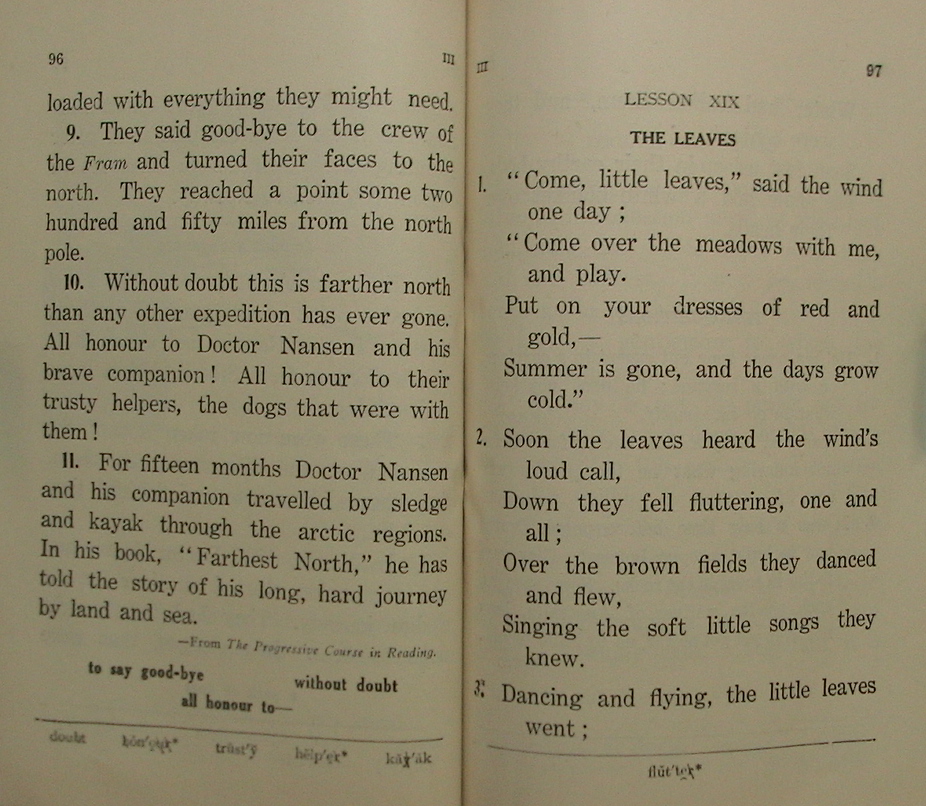 96 III
loaded with everything they might need.
9. They said good-bye to the crew of
the Fram and turned their faces to the
north. They reached a point some two
hundred and fifty miles from the north
pole.
10. Without doubt this is farther north
than any other expedition has ever gone.
All honour to Doctor Nansen and his
brave companion! All honour to their
trusty helpers, the dogs that were with
them!
11. For fifteen months Doctor Nansen
and his companion travelled by sledge
and kayak through the arctic regions.
In his book, “Farthest North,” he has
told the story of his long, hard journey
by land and sea.
—From The Progressive Course in Reading.
to say good-bye without doubt
all honour to—
doubt trŭst'y̆
III 97
LESSON XIX
THE LEAVES
1. “Come, little leaves,” said the wind
one day;
“Come over the meadows with me,
and play.
Put on your dresses of red and
gold,—
Summer is gone, and the days grow
cold.”
2. Soon the leaves heard the wind's
loud call,
Down they fell fluttering, one and
all;
Over the brown fields they danced
and flew,
Singing the soft little songs they
knew.
3. Dancing and flying, the little leaves
went;